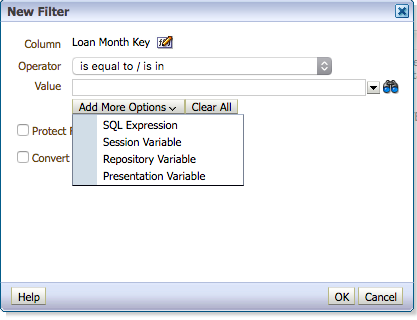 New Filter
Column Loan Month Key
Operator is equal to / is in
Value
Add More Options Clear All
SQL Expression
Session Variable
Repository Variable
Presentation Variable
Protect
Convert
Help OK Cancel